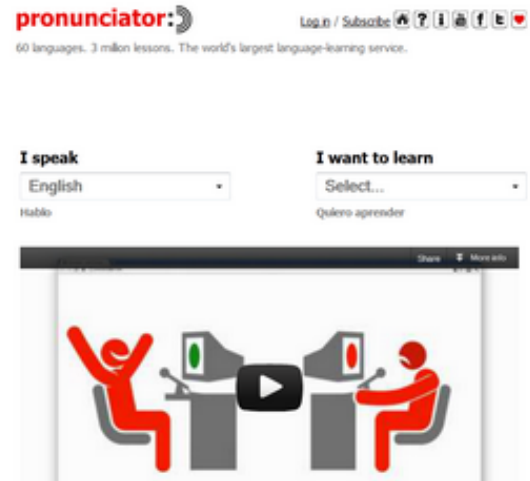 pronunciator:
Log in / Subscribe
60 languages. 3 milion lessons. The world's largest language-learning service.
I speak
I want to learn
English
Select...
Hablo
Quiero aprender
Share
More info